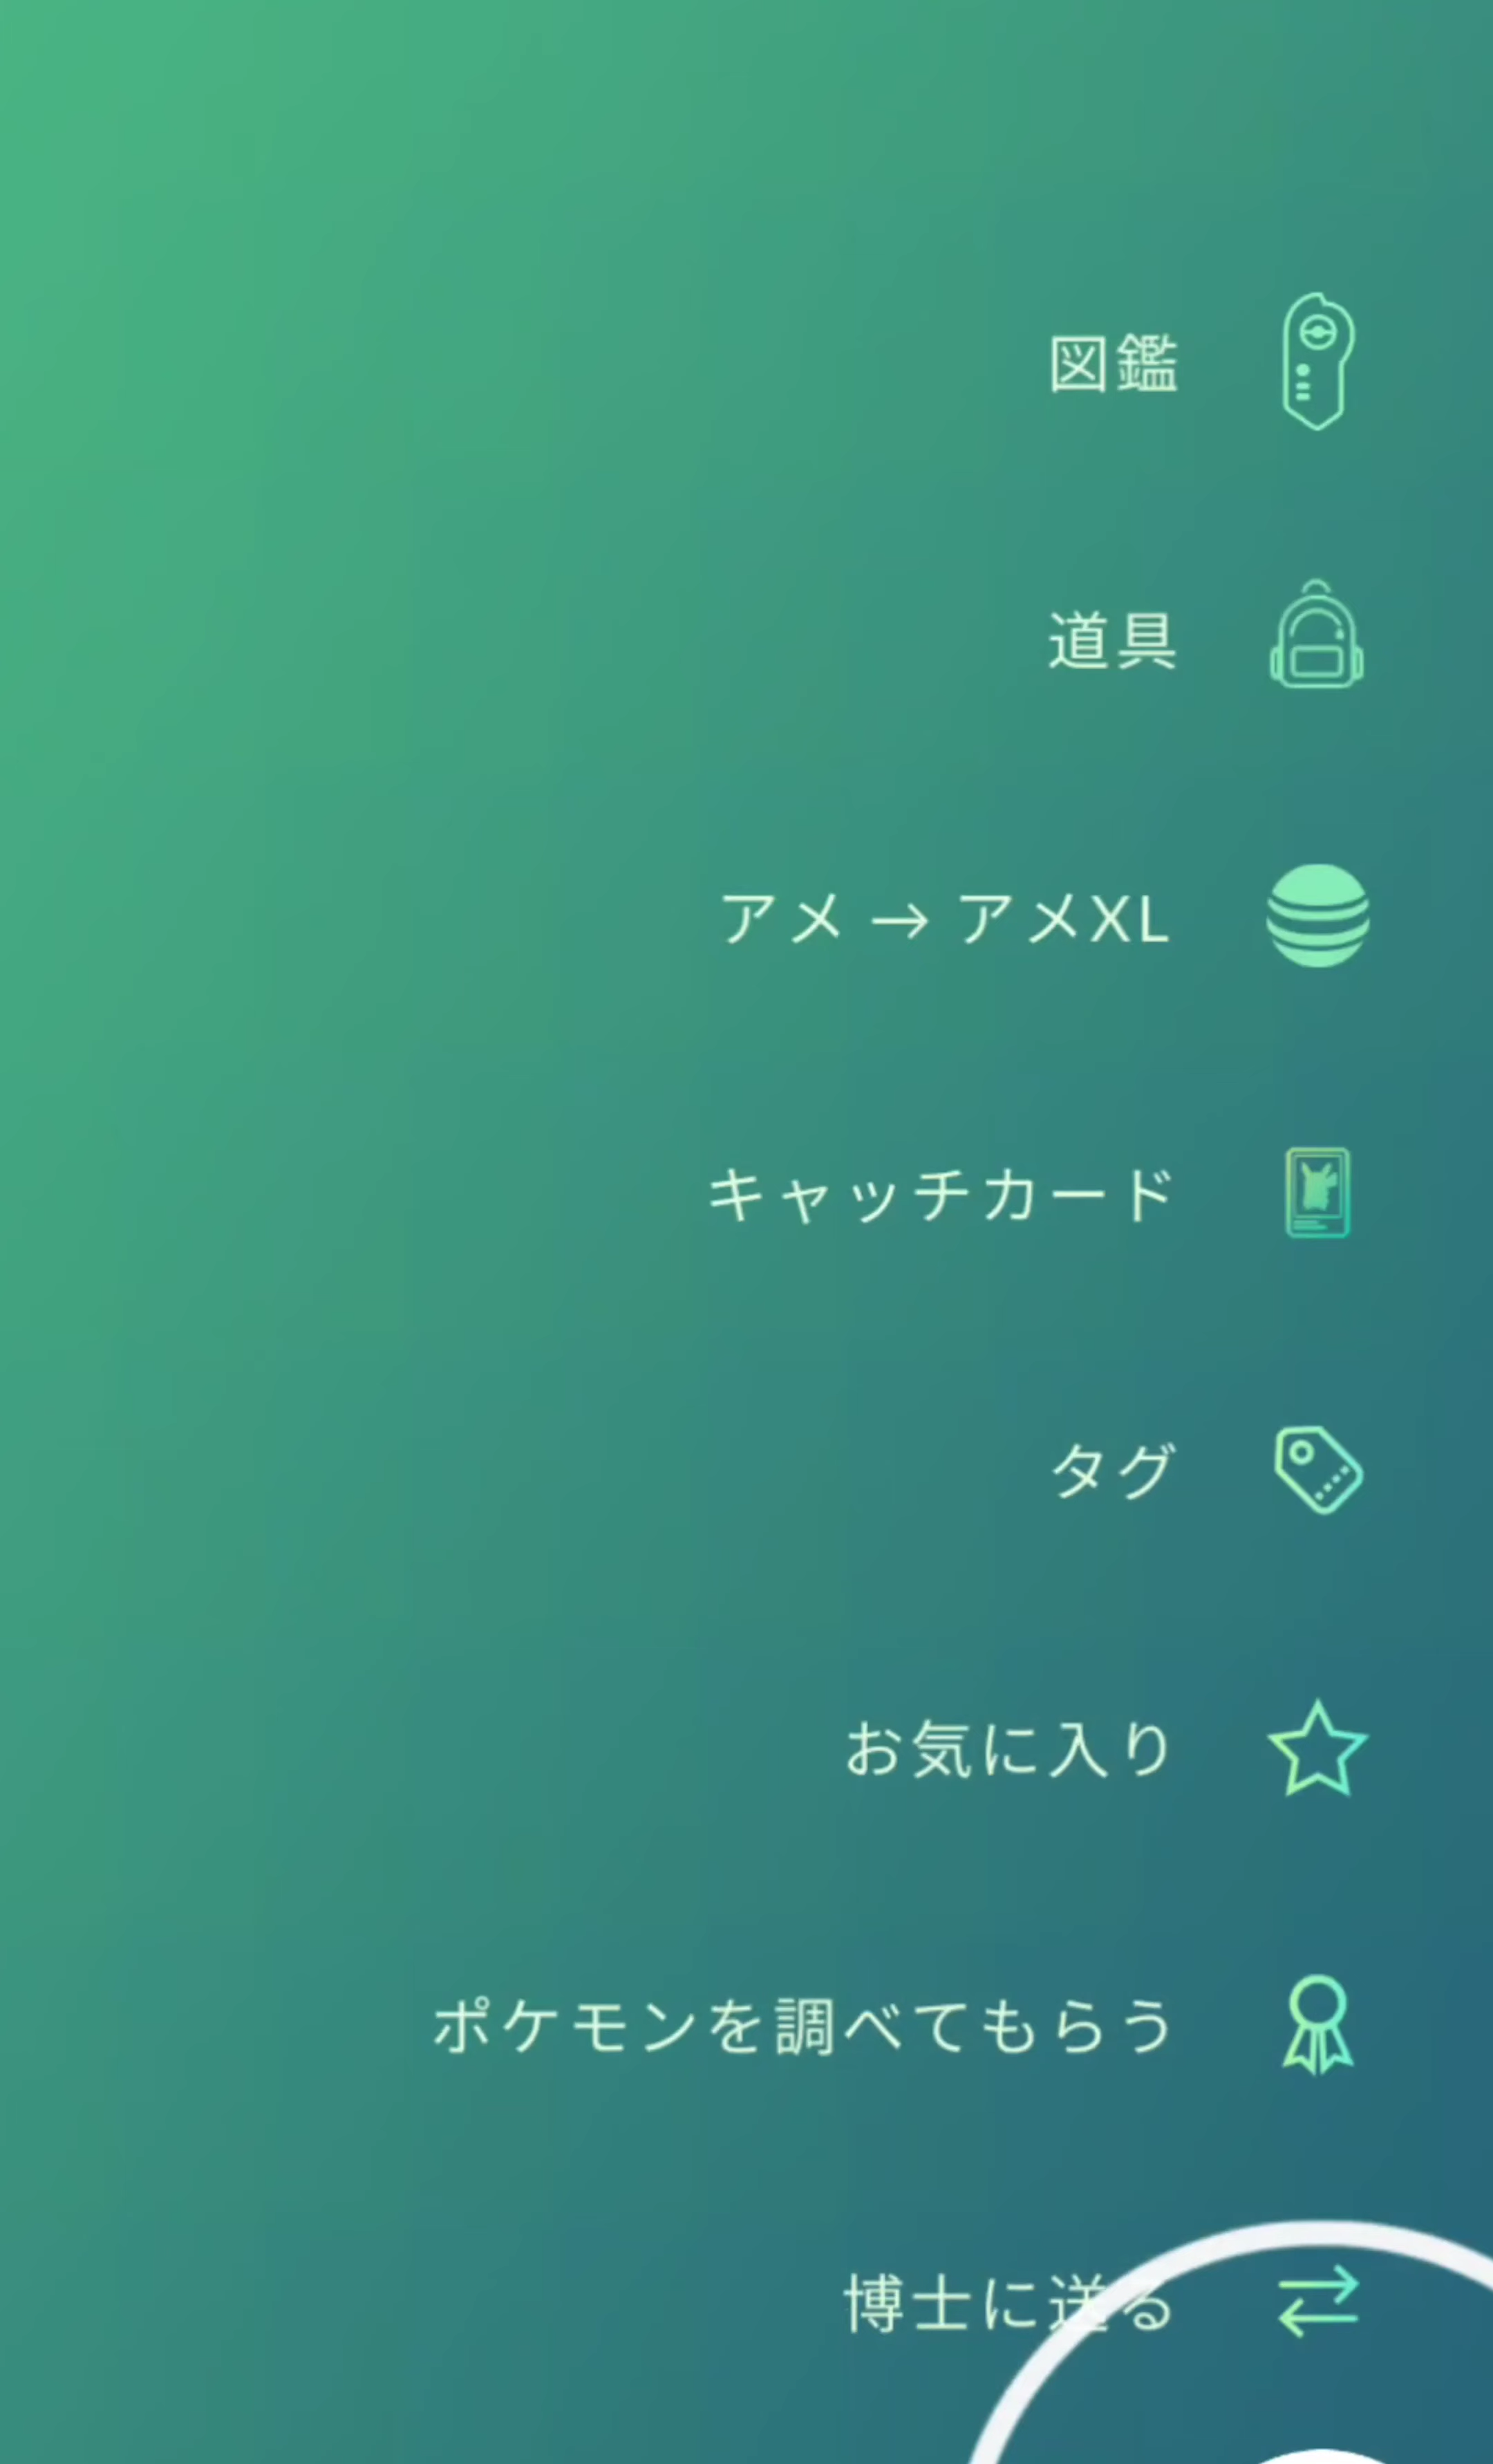 図鑑
道具
アメ → アメXL
キャッチカード
タグ
お気に入り
ポケモンを調べてもらう
博士に送る